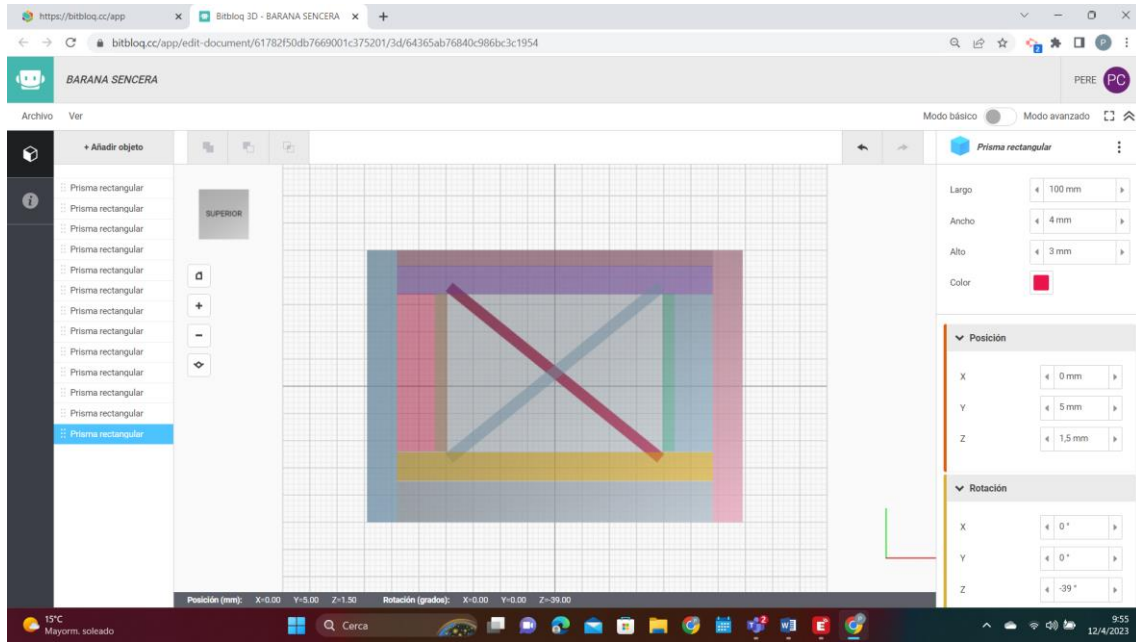 https://bitbloq.cc/app
Bitbloq 3D - BARANA SENCERA
bitbloq.cc/app/edit-document/61782f50db7669001c375201/3d/64365ab76840c986bc3c1954
2
P
BARANA SENCERA
PERE PC
Archivo Ver
Modo básico Modo avanzado
+ Añadir objeto
Prisma rectangular
Prisma rectangular
Prisma rectangular
Prisma rectangular
Prisma rectangular
Prisma rectangular
Prisma rectangular
Prisma rectangular
Prisma rectangular
Prisma rectangular
Prisma rectangular
Prisma rectangular
Prisma rectangular
SUPERIOR
Prisma rectangular
Largo 100 mm
Ancho 4 mm
Alto 3 mm
Color
Posición
X 0 mm
Y 5 mm
Z 1,5 mm
Rotación
X 0 °
Y 0 °
Z -39 °
Posición (mm): X=0.00 Y=5.00 Z=1.50 Rotación (grados): X=0.00 Y=0.00 Z=-39.00
15°C
Mayorm. soleado
Cerca
2
9:55
12/4/2023